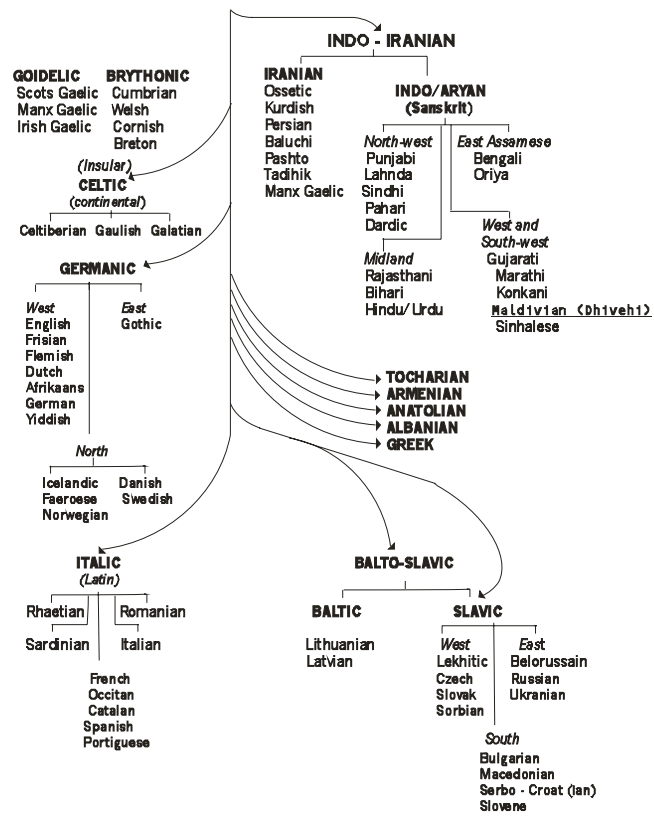 INDO - IRANIAN
GOIDELIC
Scots Gaelic
Manx Gaelic
Irish Gaelic
BRYTHONIC
Cumbrian
Welsh
Cornish
Breton
(Insular)
CELTIC
(continental)
Celtiberian Gaulish Galatian
IRANIAN
Ossetic
Kurdish
Persian
Baluchi
Pashto
Tadihik
Manx Gaelic
INDO/ARYAN
(Sanskrit)
North-west
Punjabi
Lahnda
Sindhi
Pahari
Dardic
East Assamese
Bengali
Oriya
Midland
Rajasthani
Bihari
Hindu/ Urdu
West and
South-west
Gujarati
Marathi
Konkani
Maldivian (Dhivehi)
Sinhalese
GERMANIC
West
English
Frisian
Flemish
Dutch
Afrikaans
German
Yiddish
East
Gothic
North
Icelandic
Faeroese
Norwegian
Danish
Swedish
TOCHARIAN
ARMENIAN
ANATOLIAN
ALBANIAN
GREEK
ITALIC
(Latin)
Rhaetian
Romanian
Sardinian
Italian
French
Occitan
Catalan
Spanish
Portiguese
BALTO-SLAVIC
BALTIC
Lithuanian
Latvian
SLAVIC
West
Lekhitic
Czech
Slovak
Sorbian
East
Belorussain
Russian
Ukranian
South
Bulgarian
Macedonian
Serbo - Croat (ian)
Slovene